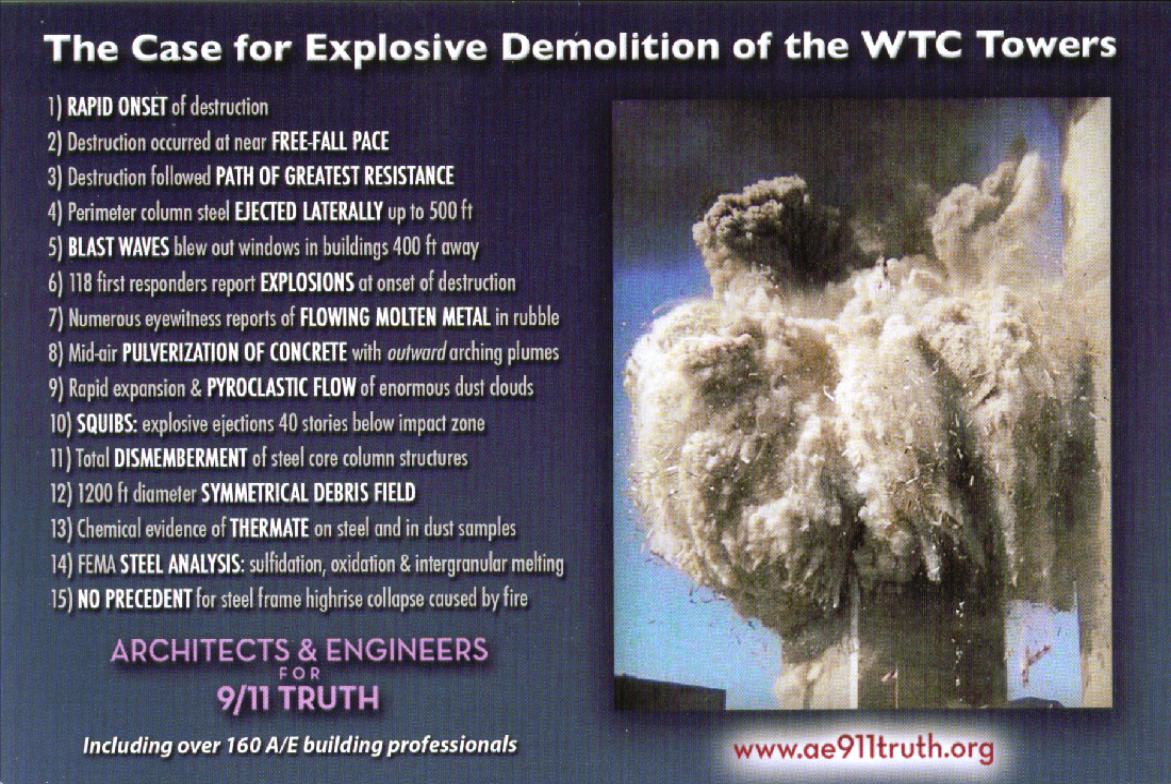 The Case for Explosive Demolition of the WTC Towers
1) RAPID ONSET of destruction
2) Destruction occurred at near FREE-FALL PACE
3) Destruction followed PATH OF GREATEST RESISTANCE
4) Perimeter column steel EJECTED LATERALLY up to 500 ft
5) BLAST WAVES blew out windows in buildings 400 ft away
6) 118 first responders report EXPLOSIONS at onset of destruction
7) Numerous eyewitness reports of FLOWING MOLTEN METAL in rubble
8) Mid-air PULVERIZATION OF CONCRETE with outward arching plumes
9) Rapid expansion & PYROCLASTIC FLOW of enormous dust clouds
10) SQUIBS: explosive ejections 40 stories below impact zone
11) Total DISMEMBERMENT of steel core column structures
12) 1200 ft diameter SYMMETRICAL DEBRIS FIELD
13) Chemical evidence of THERMATE on steel and in dust samples
14) FEMA STEEL ANALYSIS: sulfidation, oxidation & intergranular melting
15) NO PRECEDENT for steel frame highrise collapse caused by fire
ARCHITECTS & ENGINEERS
FOR
9/11 TRUTH
Including over 160 A/E building professionals
www.ae911truth.org